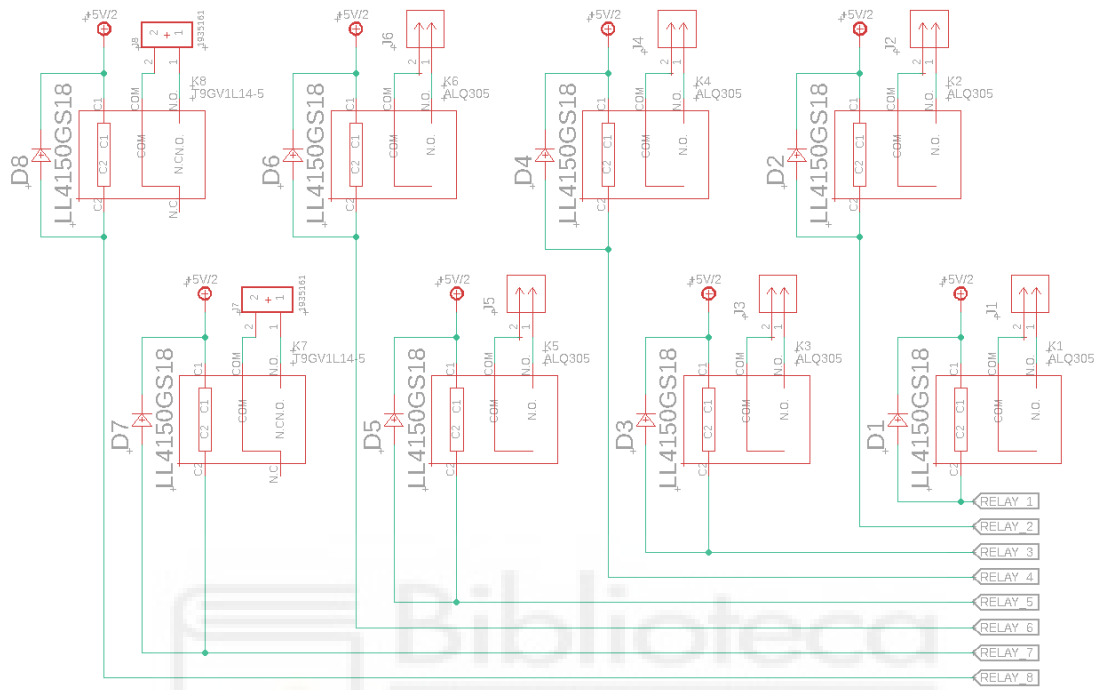 +5V/2
J8
2 + 1
1935161
2 1
K8
T9GV1L14-5
COM
N.O.
C1
C1
C2
C2
COM
N.CN.O.
N.C.
D8
LL4150GS18
+5V/2
J6
2 1
K6
ALQ305
COM
N.O.
C1
C1
C2
C2
COM
N.O.
D6
LL4150GS18
+5V/2
J4
2 1
K4
ALQ305
COM
N.O.
C1
C1
C2
C2
COM
N.O.
D4
LL4150GS18
+5V/2
J2
2 1
K2
ALQ305
COM
N.O.
C1
C1
C2
C2
COM
N.O.
D2
LL4150GS18
+5V/2
J7
2 + 1
1935161
2 1
K7
T9GV1L14-5
COM
N.O.
C1
C1
C2
C2
COM
N.CN.O.
N.C.
D7
LL4150GS18
+5V/2
J5
2 1
K5
ALQ305
COM
N.O.
C1
C1
C2
C2
COM
N.O.
D5
LL4150GS18
+5V/2
J3
2 1
K3
ALQ305
COM
N.O.
C1
C1
C2
C2
COM
N.O.
D3
LL4150GS18
+5V/2
J1
2 1
K1
ALQ305
COM
N.O.
C1
C1
C2
C2
COM
N.O.
D1
LL4150GS18
RELAY_1
RELAY_2
RELAY_3
RELAY_4
RELAY_5
RELAY_6
RELAY_7
RELAY_8
Biblioteca